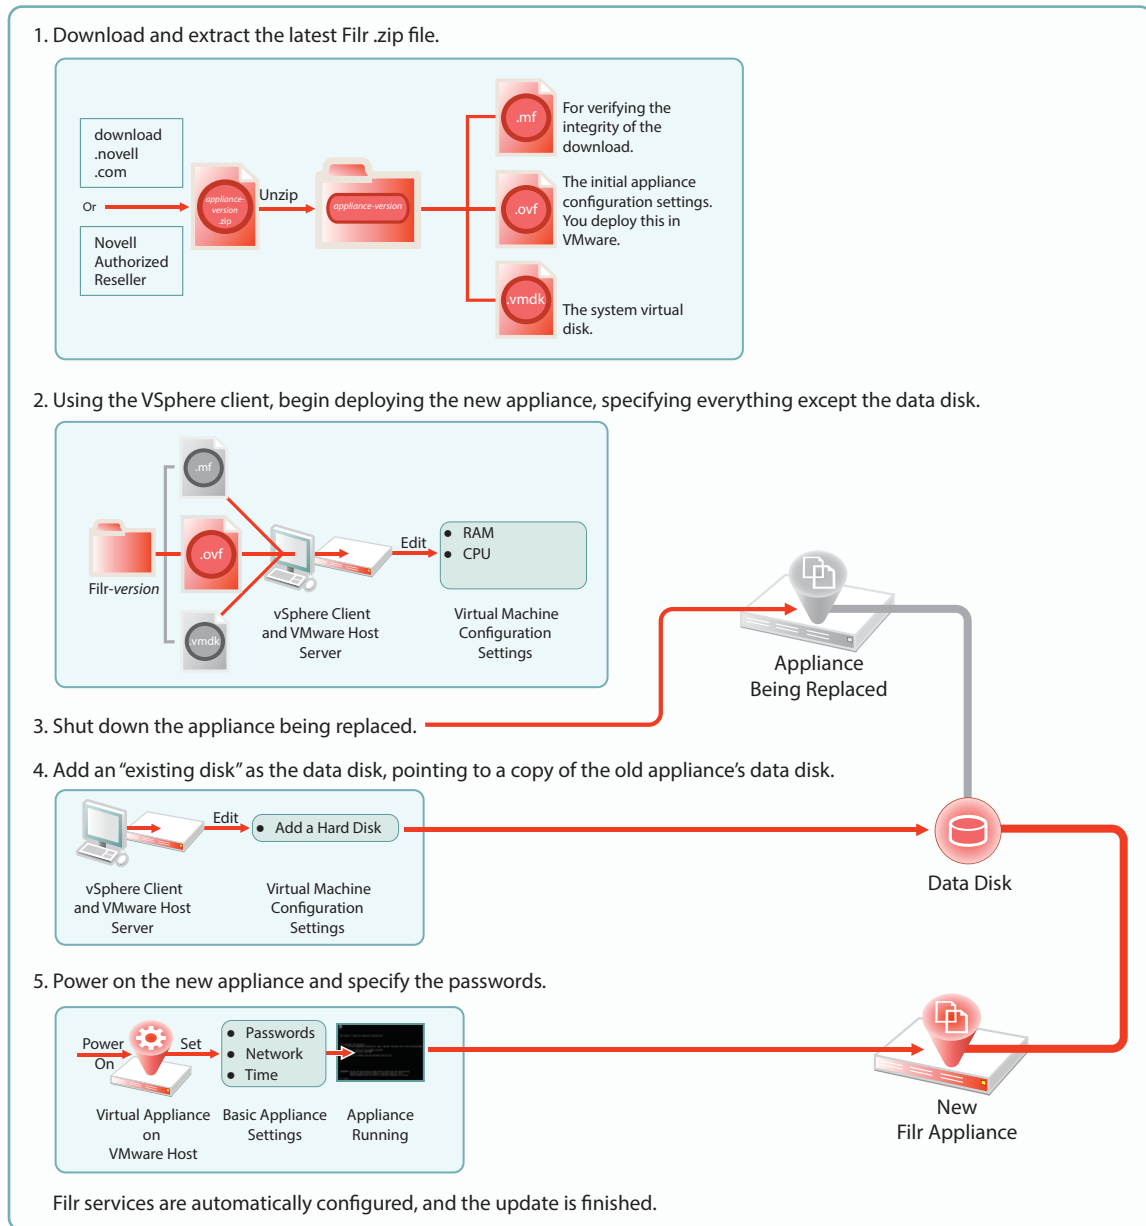 1. Download and extract the latest Filr .zip file.
download
.novell
.com
Or
Novell
Authorized
Reseller
appliance-
version
.zip
Unzip
appliance-version
.mf
For verifying the
integrity of the
download.
.ovf
The initial appliance
configuration settings.
You deploy this in
VMware.
.vmdk
The system virtual
disk.
2. Using the VSphere client, begin deploying the new appliance, specifying everything except the data disk.
.mf
Filr-version
.ovf
.vmdk
vSphere Client
and VMware Host
Server
Edit
● RAM
● CPU
Virtual Machine
Configuration
Settings
Appliance
Being Replaced
3. Shut down the appliance being replaced.
4. Add an “existing disk” as the data disk, pointing to a copy of the old appliance’s data disk.
Edit
● Add a Hard Disk
vSphere Client
and VMware Host
Server
Virtual Machine
Configuration
Settings
Data Disk
5. Power on the new appliance and specify the passwords.
Power
On
Set
● Passwords
● Network
● Time
Virtual Appliance
on
VMware Host
Basic Appliance
Settings
Appliance
Running
New
Filr Appliance
Filr services are automatically configured, and the update is finished.